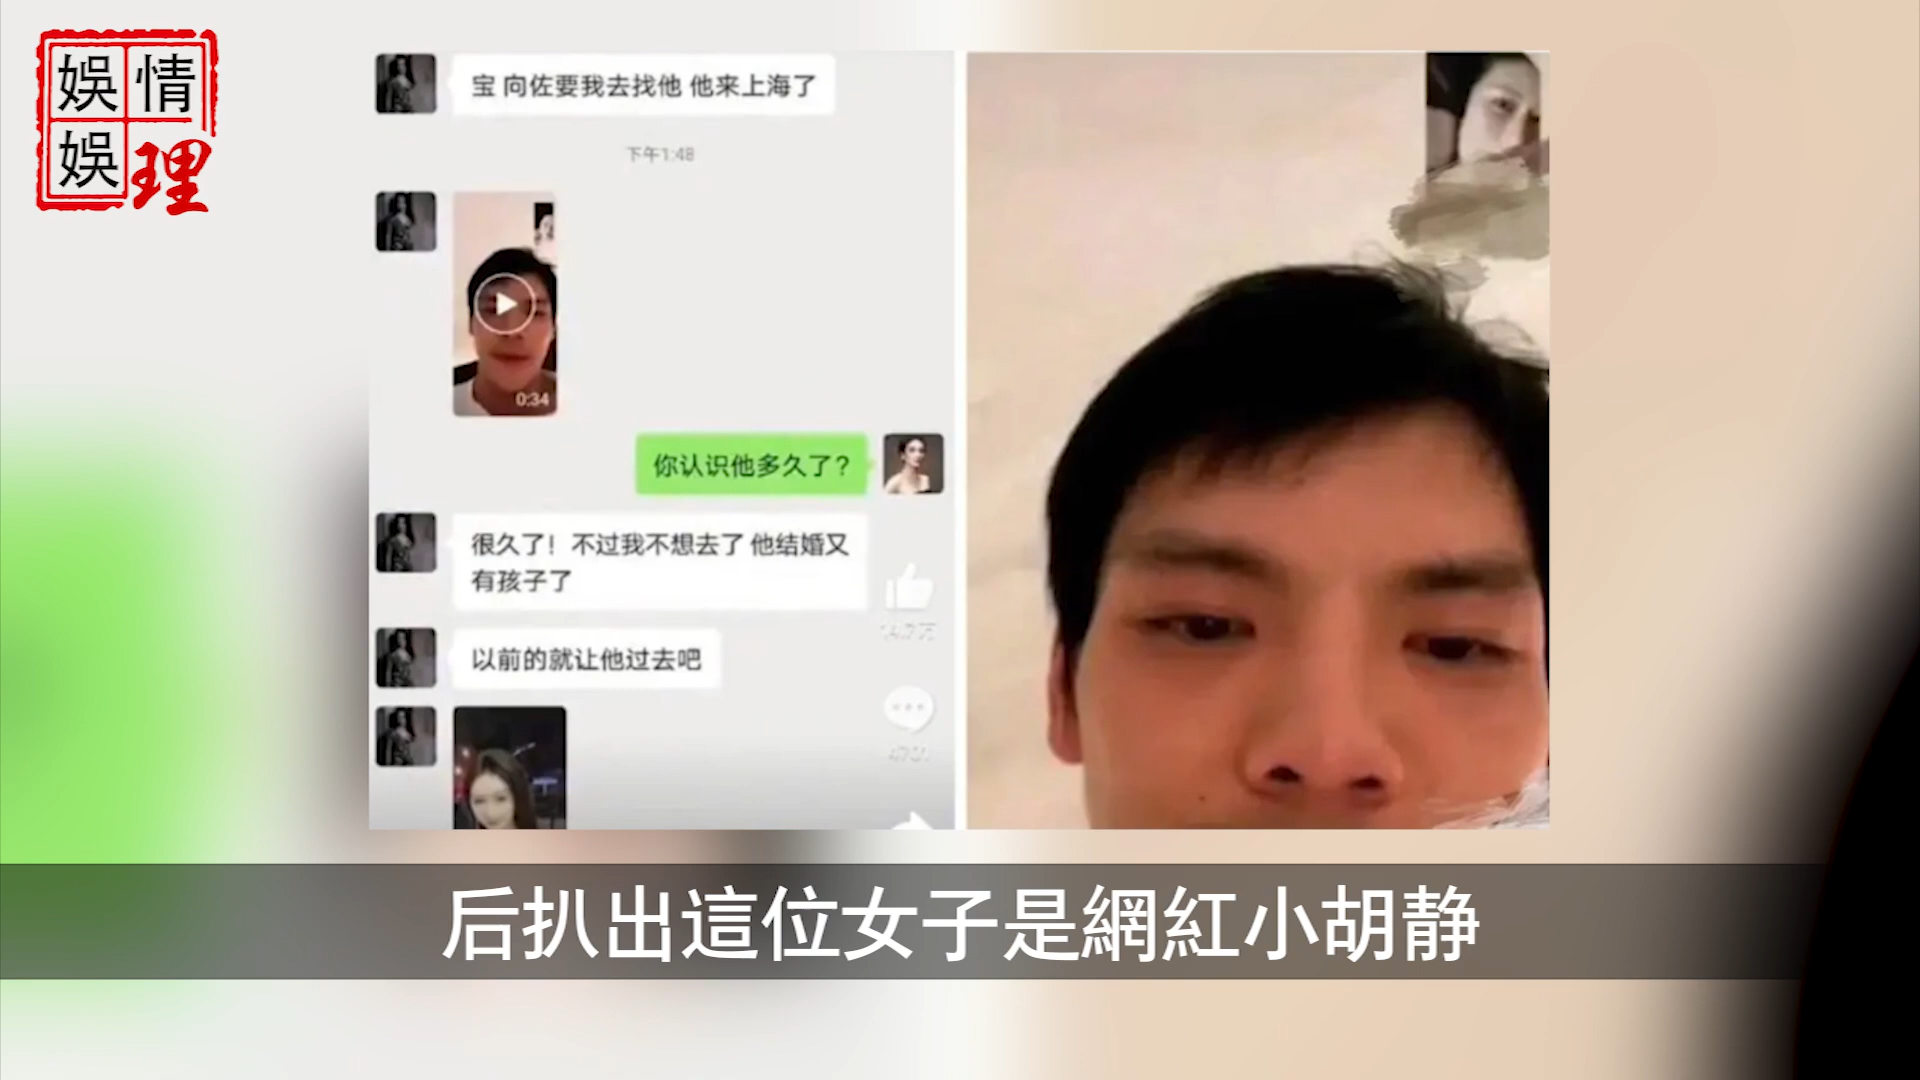 娛情
娛理
宝 向佐要我去找他 他来上海了
下午1:48
0:34
你认识他多久了?
很久了! 不过我不想去了 他结婚又
有孩子了
以前的就让他过去吧
后扒出這位女子是網紅小胡静